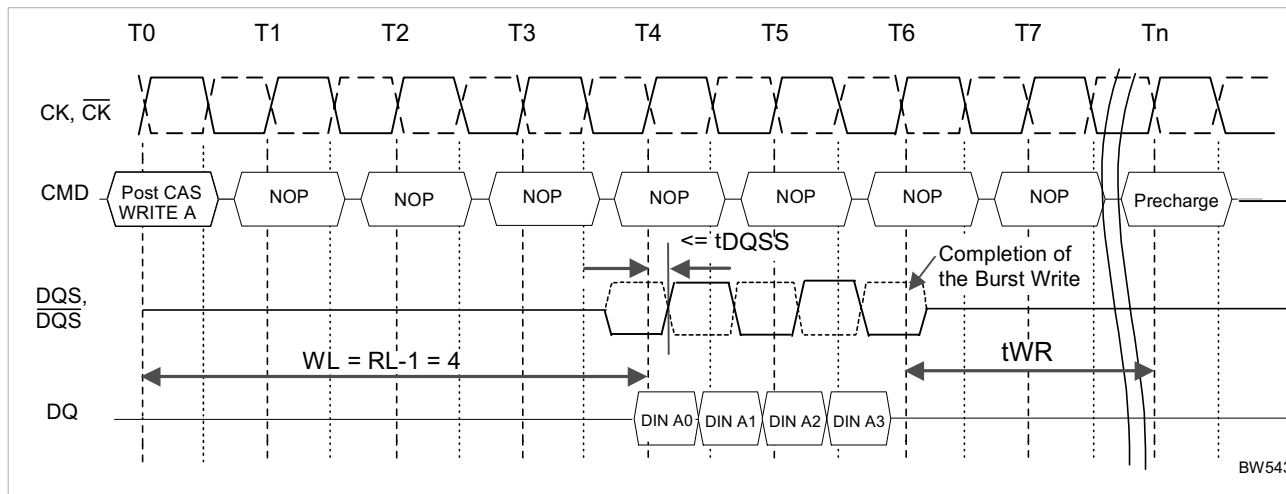 T0 T1 T2 T3 T4 T5 T6 T7 Tn
CK, CK
CMD
Post CAS
WRITE A
NOP NOP NOP NOP NOP NOP NOP Precharge
<= tDQSS
Completion of
the Burst Write
DQS,
DQS
WL = RL-1 = 4
tWR
DQ
DIN A0 DIN A1 DIN A2 DIN A3
BW543